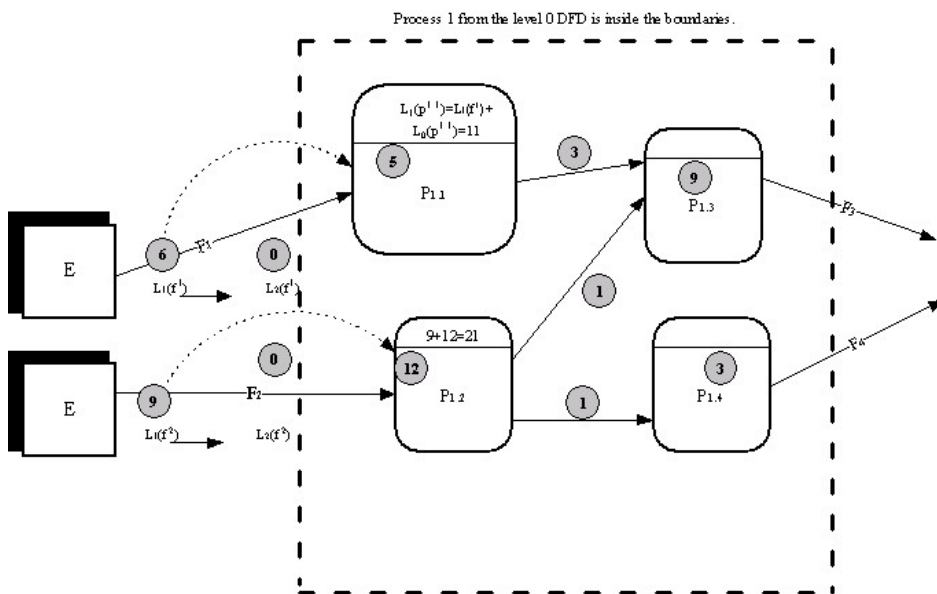 Process 1 from the level 0 DFD is inside the boundaries.
L₁(p¹·¹)=L₁(f¹)+
L₀(p¹·¹)=11
5
P1.1
3
9
P1.3
F3
E
6
F1
0
L₁(f¹)
L₂(f¹)
1
9+12=21
12
P1.2
0
E
9
F2
L₁(f²)
L₂(f²)
1
3
P1.4